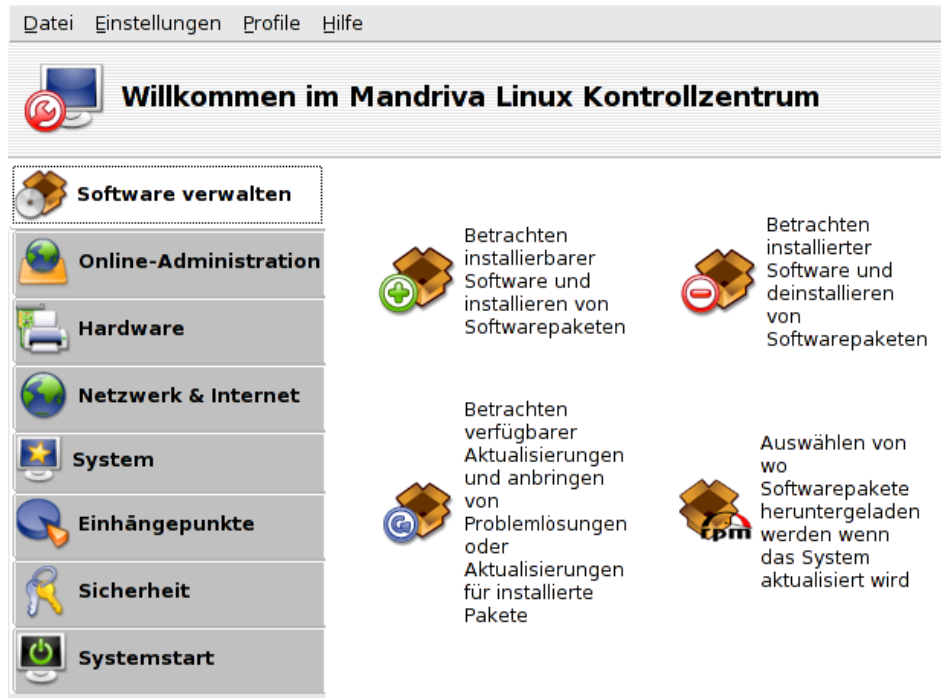 Datei Einstellungen Profile Hilfe
Willkommen im Mandriva Linux Kontrollzentrum
Software verwalten
Online-Administration
Hardware
Netzwerk & Internet
System
Einhängepunkte
Sicherheit
Systemstart
Betrachten
installierbarer
Software und
installieren von
Softwarepaketen
Betrachten
installierter
Software und
deinstallieren
von
Softwarepaketen
Betrachten
verfügbarer
Aktualisierungen
und anbringen
von
Problemlösungen
oder
Aktualisierungen
für installierte
Pakete
rpm
Auswählen von
wo
Softwarepakete
heruntergeladen
werden wenn
das System
aktualisiert wird